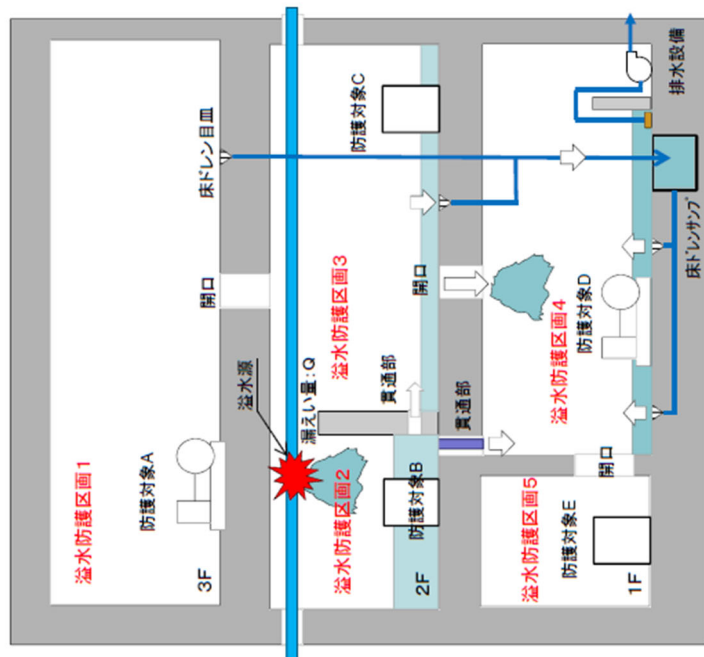 溢水防護区画1
防護対象A
3F
床ドレン目皿
開口
溢水源
漏えい量:Q
溢水防護区画2
溢水防護区画3
貫通部
防護対象B
防護対象C
2F
開口
貫通部
溢水防護区画4
防護対象D
溢水防護区画5
防護対象E
開口
1F
床ドレンサンプ
排水設備